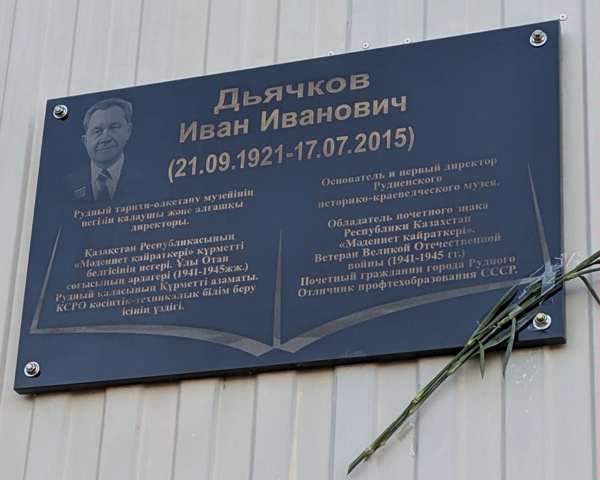 Дьячков
Иван Иванович
(21.09.1921-17.07.2015)
Рудный тарихи-өлкетану музейінің
негізін қалаушы және алғашқы
директоры.
Қазақстан Республикасының
«Мәдениет қайраткері» құрметті
белгісінің иегері. Ұлы Отан
соғысының ардагері (1941-1945жж.)
Рудный қаласының Құрметті азаматы.
КСРО кәсіптік-техникалық білім беру
ісінің үздігі.
Основатель и первый директор
Рудненского
историко-краеведческого музея.
Обладатель почетного знака
Республики Казахстан
«Мәдениет қайраткері».
Ветеран Великой Отечественной
войны (1941-1945 гг.)
Почетный гражданин города Рудного
Отличник профтехобразования СССР.